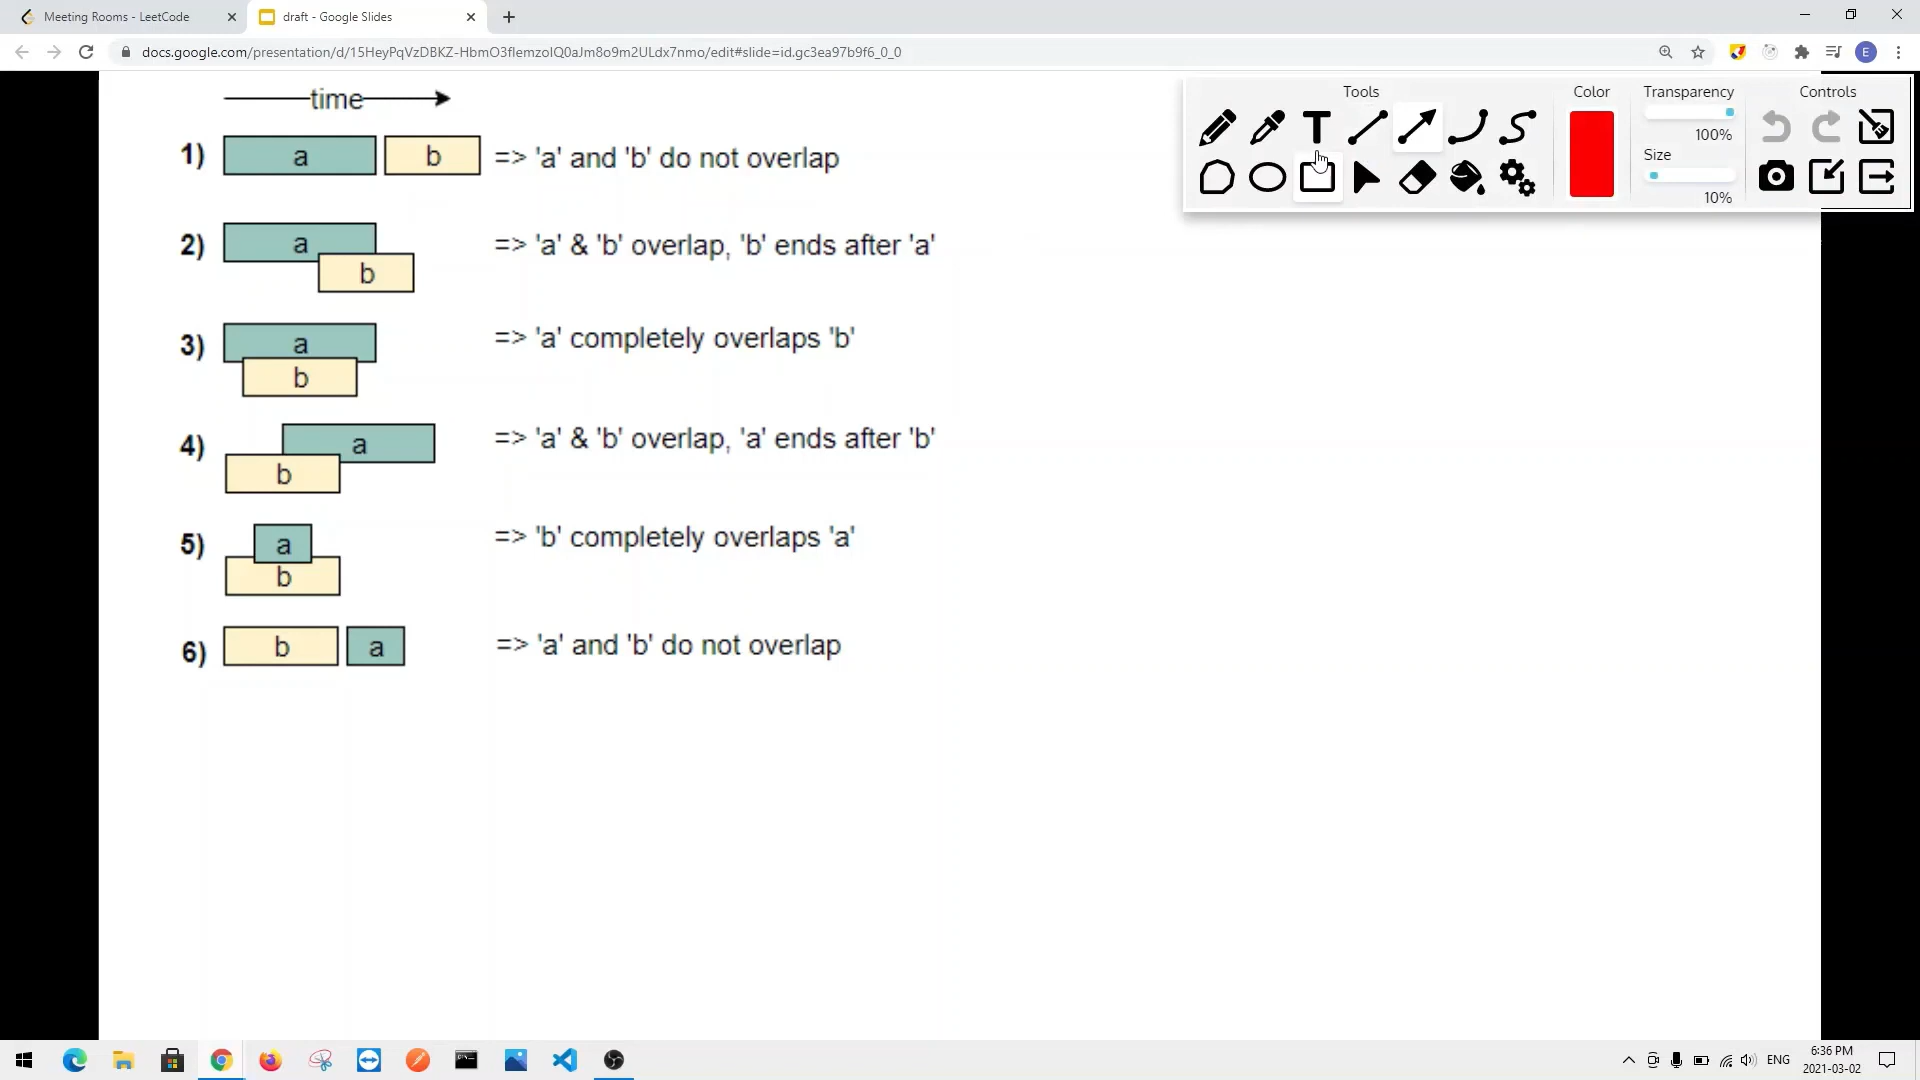 Meeting Rooms - LeetCode
draft - Google Slides
docs.google.com/presentation/d/15HeyPqVzDBKZ-HbmO3flemzolQ0aJm8o9m2ULdx7nmo/edit#slide=id.gc3ea97b9f6_0_0
E
Tools
Color
Transparency
100%
Size
10%
Controls
T
time
1) a b => 'a' and 'b' do not overlap
2) a => 'a' & 'b' overlap, 'b' ends after 'a'
b
3) a => 'a' completely overlaps 'b'
b
4) a => 'a' & 'b' overlap, 'a' ends after 'b'
b
5) a => 'b' completely overlaps 'a'
b
6) b a => 'a' and 'b' do not overlap
ENG
6:36 PM
2021-03-02